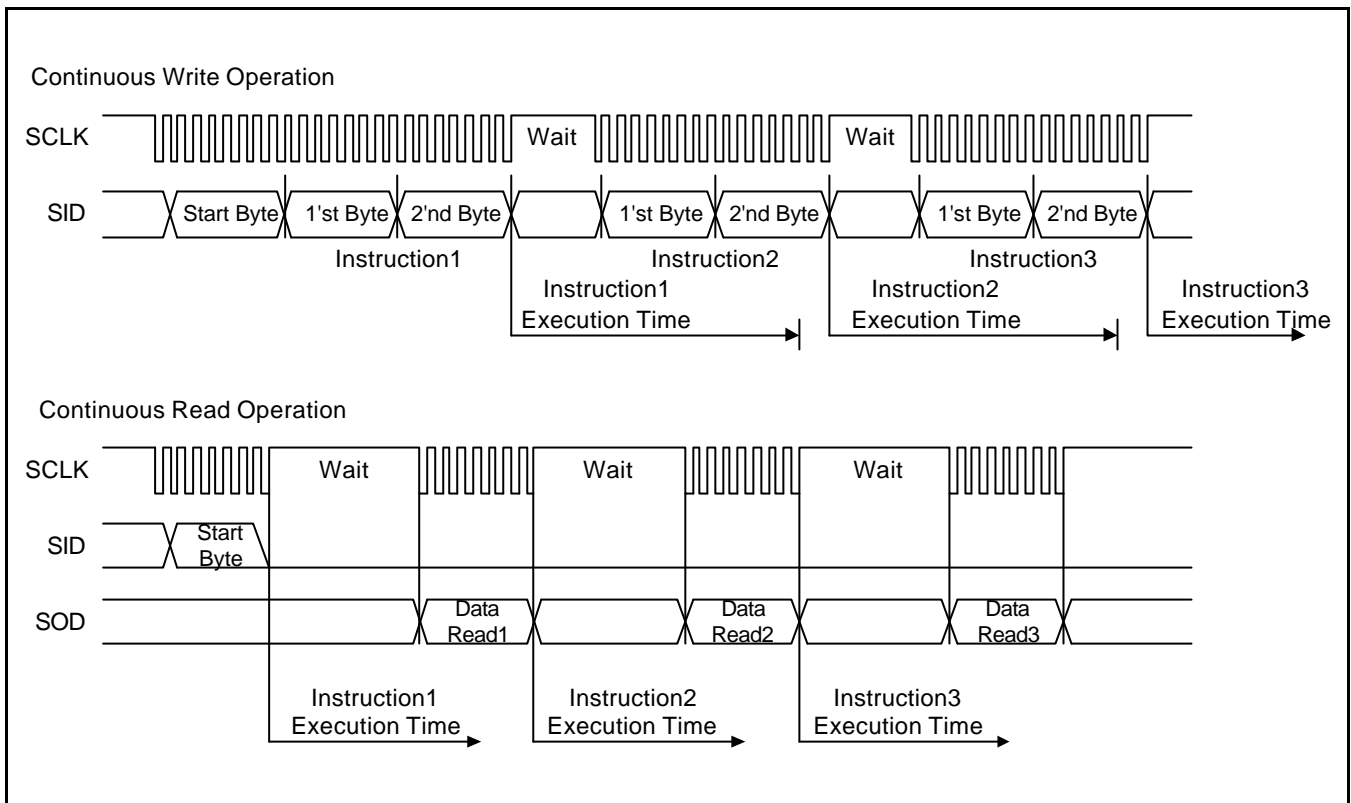 Continuous Write Operation
SCLK Wait Wait
SID Start Byte 1'st Byte 2'nd Byte 1'st Byte 2'nd Byte 1'st Byte 2'nd Byte
Instruction1 Instruction2 Instruction3
Instruction1 Instruction2 Instruction3
Execution Time Execution Time Execution Time
Continuous Read Operation
SCLK Wait Wait Wait
SID Start
Byte
SOD Data Data Data
Read1 Read2 Read3
Instruction1 Instruction2 Instruction3
Execution Time Execution Time Execution Time